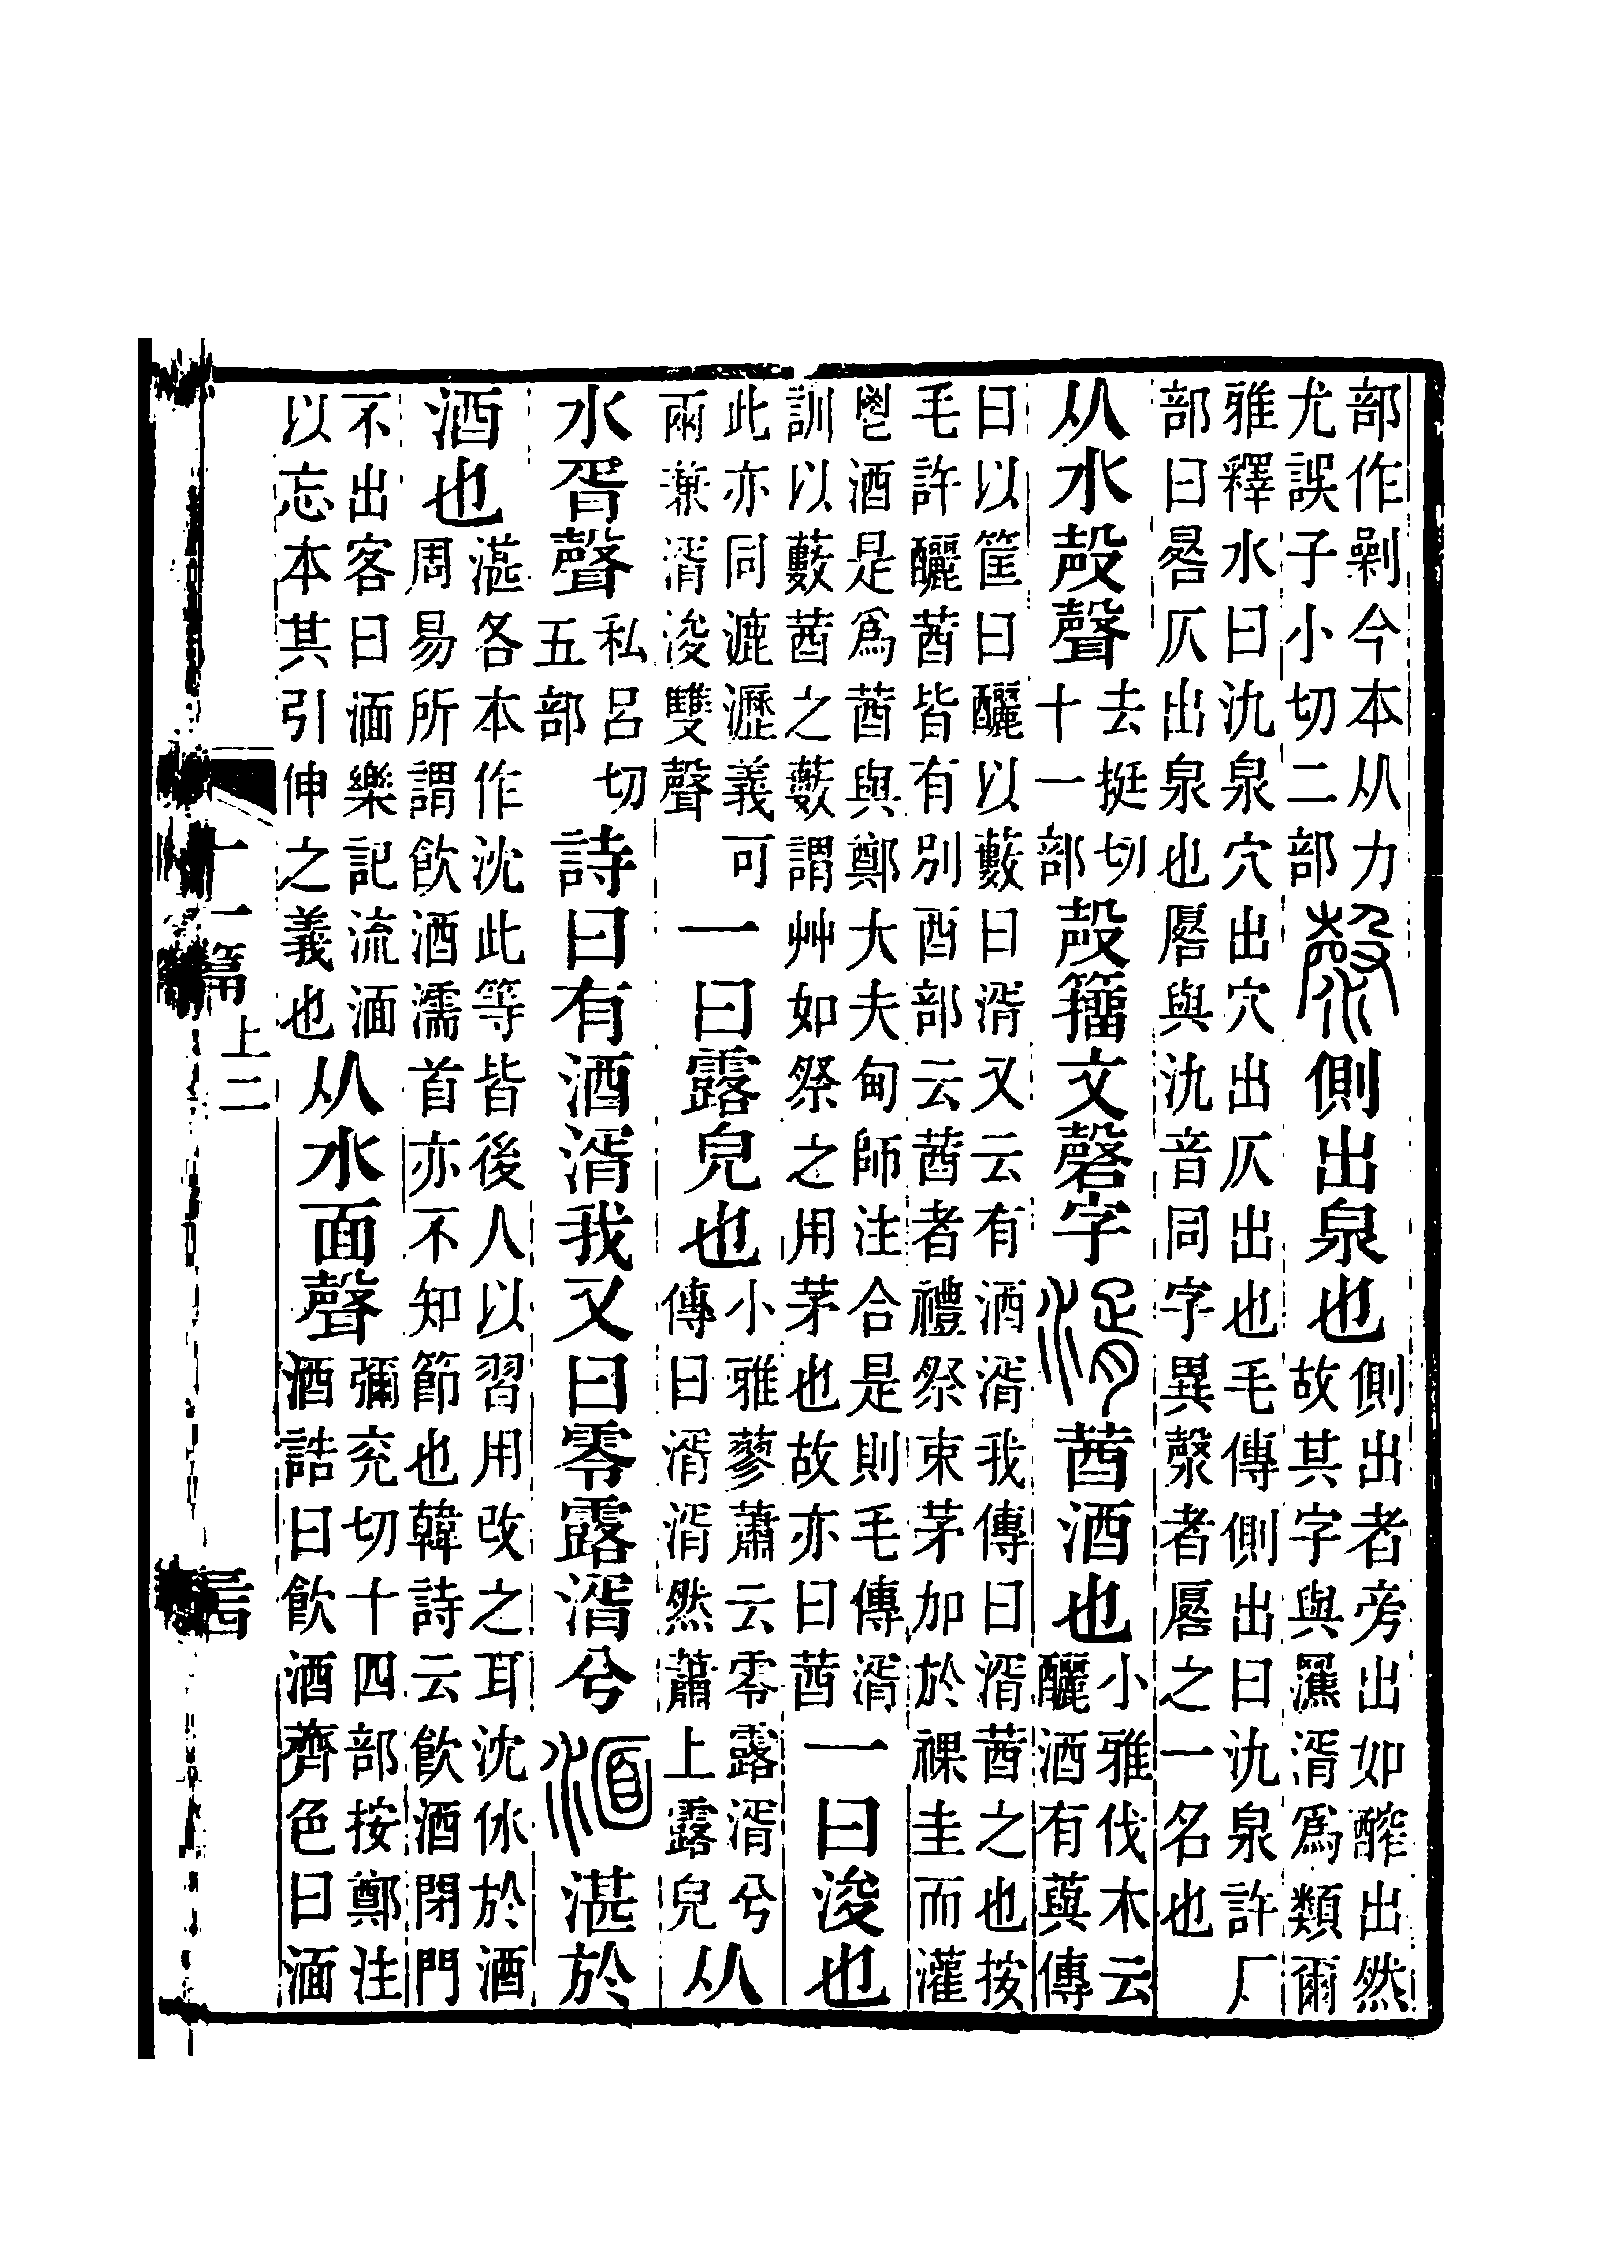 部作剿今本从力尤誤子小切二部漀側出泉也側出者旁出如醡出然故其字與湑爲類爾
雅釋水曰氿泉穴出穴出仄出也毛傳側出曰氿泉許厂部曰晷仄出泉也厬與氿音同字異漀者厬之一名也
从水殸聲去挺切十一部殸籒文磬字湑莤酒也小雅伐木云釃酒有藇傳
曰以筐曰釃以藪曰湑又云有酒湑我傳曰湑莤之也按毛許釃莤皆有別酉部云莤者禮祭束茅加於祼圭而灌
鬯酒是爲莤與鄭大夫甸師注合是則毛傳湑訓以藪莤之藪謂艸如祭之用茅也故亦曰莤一曰浚也
此亦同漉瀝義可㒳兼湑浚雙聲一曰露皃也小雅蓼蕭云零露湑兮傳曰湑湑然蕭上露皃从
水胥聲私呂切五部詩曰有酒湑我又曰零露湑兮湎湛於
酒也湛各本作沈此等皆後人以習用改之耳沈於酒周易所謂飮酒濡首亦不知節也韓詩云飮酒閉門
不出客曰湎樂記流湎以忘本其引伸之義也从水面聲彌兗切十四部按鄭注酒誥曰飮酒齊色曰湎
十一篇上二